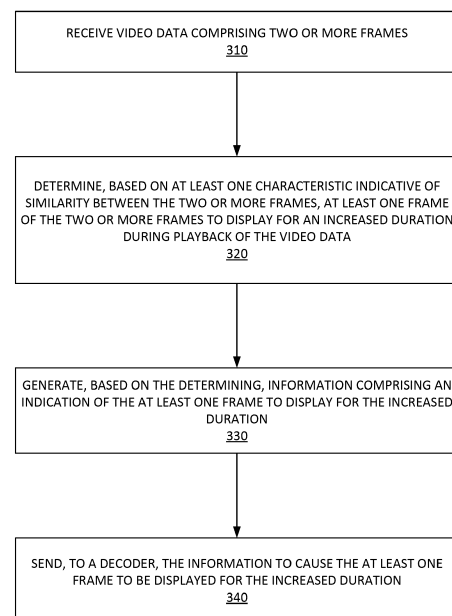 RECEIVE VIDEO DATA COMPRISING TWO OR MORE FRAMES
310
DETERMINE, BASED ON AT LEAST ONE CHARACTERISTIC INDICATIVE OF
SIMILARITY BETWEEN THE TWO OR MORE FRAMES, AT LEAST ONE FRAME
OF THE TWO OR MORE FRAMES TO DISPLAY FOR AN INCREASED DURATION
DURING PLAYBACK OF THE VIDEO DATA
320
GENERATE, BASED ON THE DETERMINING, INFORMATION COMPRISING AN
INDICATION OF THE AT LEAST ONE FRAME TO DISPLAY FOR THE INCREASED
DURATION
330
SEND, TO A DECODER, THE INFORMATION TO CAUSE THE AT LEAST ONE
FRAME TO BE DISPLAYED FOR THE INCREASED DURATION
340